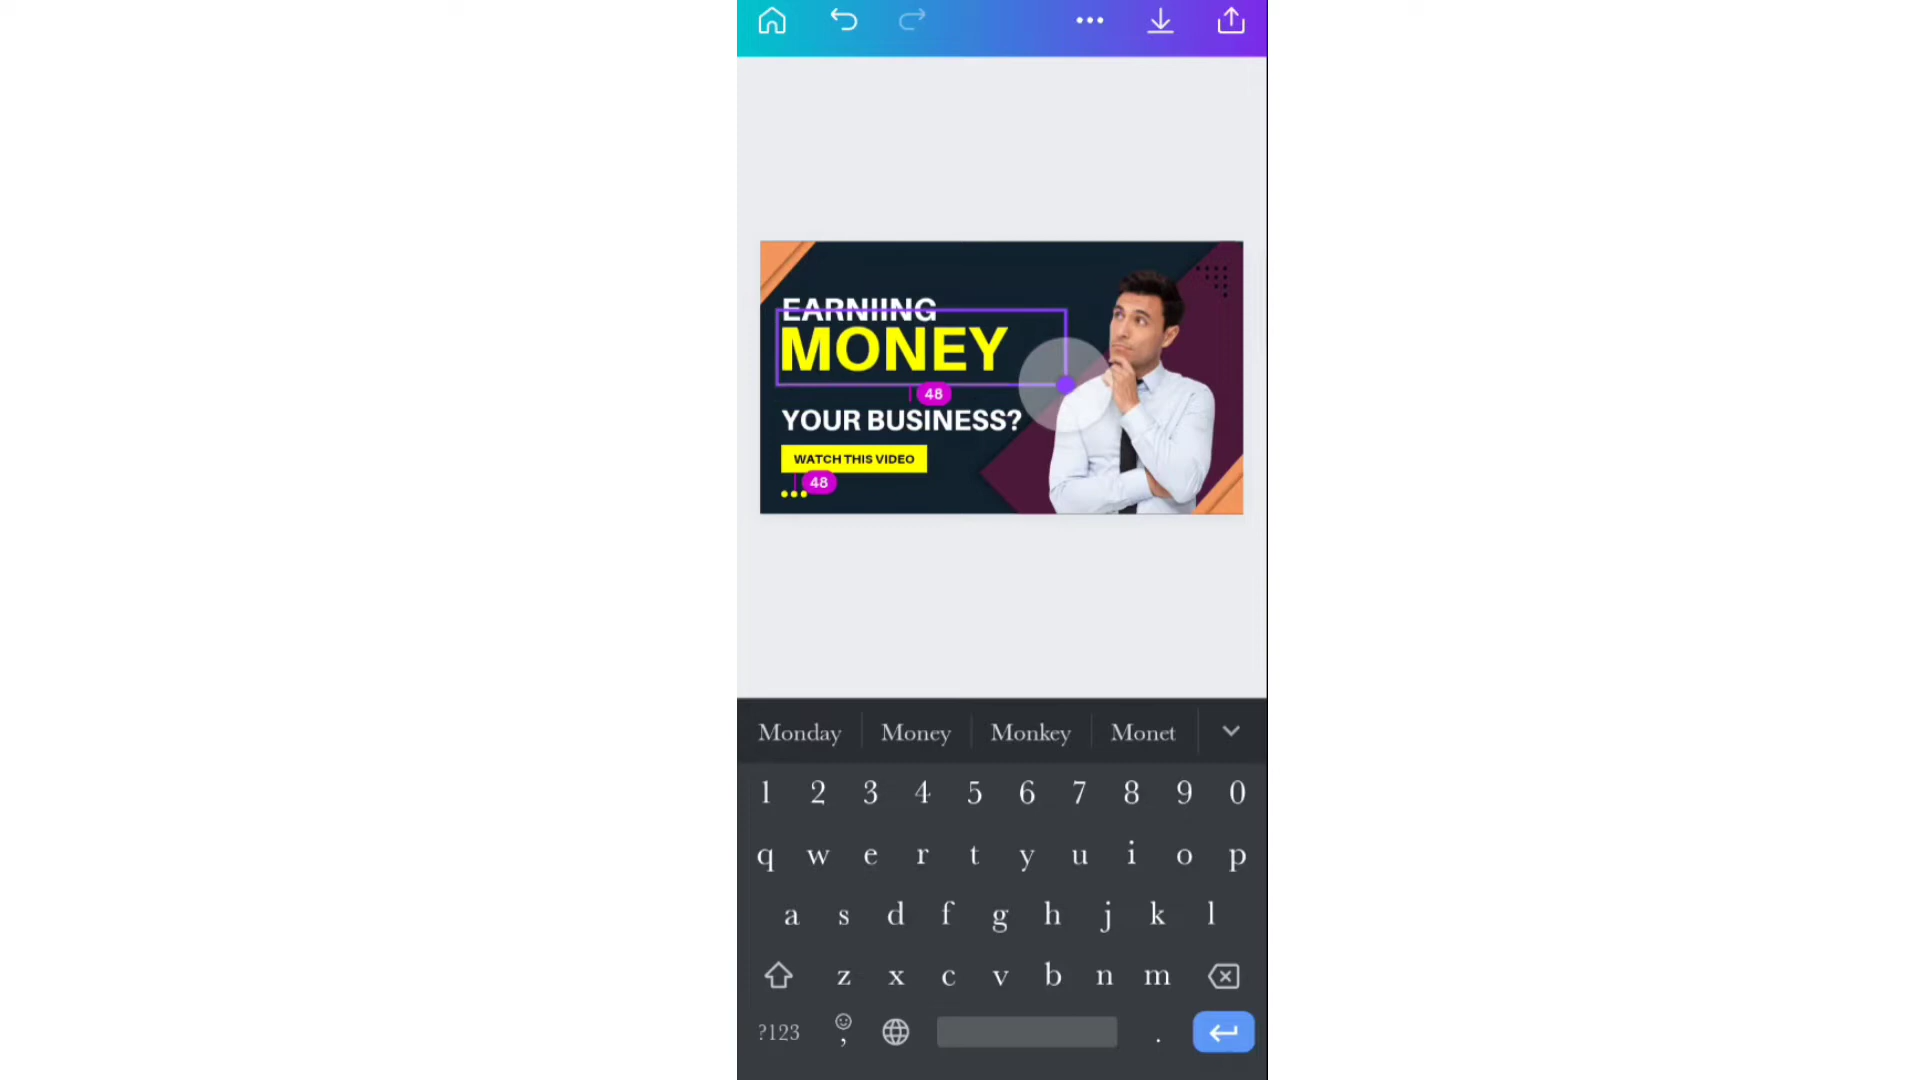 EARNIING
MONEY
48
YOUR BUSINESS?
WATCH THIS VIDEO
48
Monday Money Monkey Monet
1 2 3 4 5 6 7 8 9 0
q w e r t y u i o p
a s d f g h j k l
z x c v b n m
?123 , .